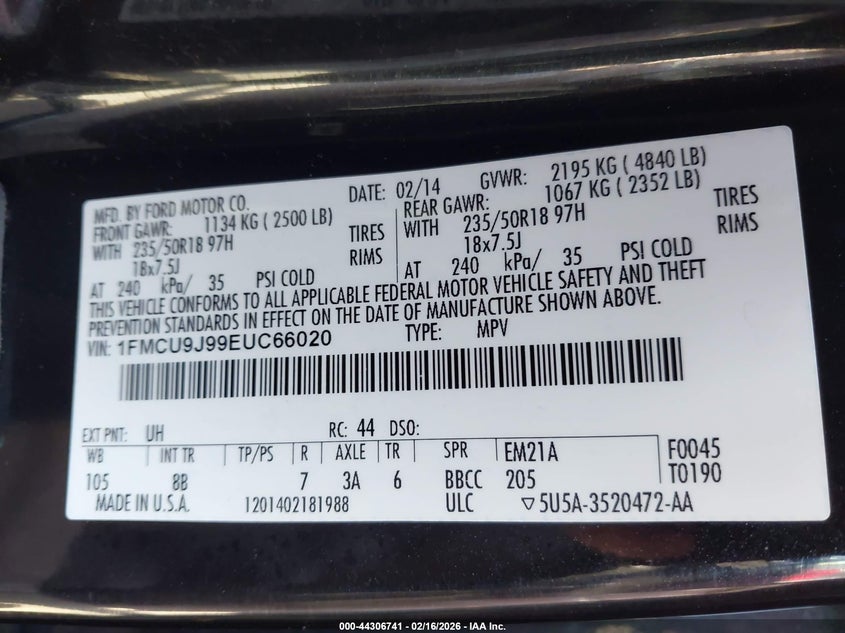 MFD. BY FORD MOTOR CO. DATE: 02/14 GVWR: 2195 KG ( 4840 LB)
FRONT GAWR: 1134 KG ( 2500 LB) REAR GAWR: 1067 KG ( 2352 LB)
WITH 235/50R18 97H TIRES WITH 235/50R18 97H TIRES
18x7.5J RIMS 18x7.5J RIMS
AT 240 kPa/ 35 PSI COLD AT 240 kPa/ 35 PSI COLD
THIS VEHICLE CONFORMS TO ALL APPLICABLE FEDERAL MOTOR VEHICLE SAFETY AND THEFT
PREVENTION STANDARDS IN EFFECT ON THE DATE OF MANUFACTURE SHOWN ABOVE.
VIN: 1FMCU9J99EUC66020 TYPE: MPV
EXT PNT: UH RC: 44 DSO:
WB INT TR TP/PS R AXLE TR SPR EM21A F0045
105 8B 7 3A 6 BBCC 205 T0190
MADE IN U.S.A. 1201402181988 ULC ▽5U5A-3520472-AA
000-44306741 - 02/16/2026 - IAA Inc.